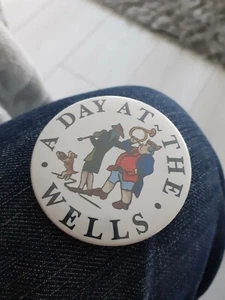 · A DAY AT THE ·
WELLS